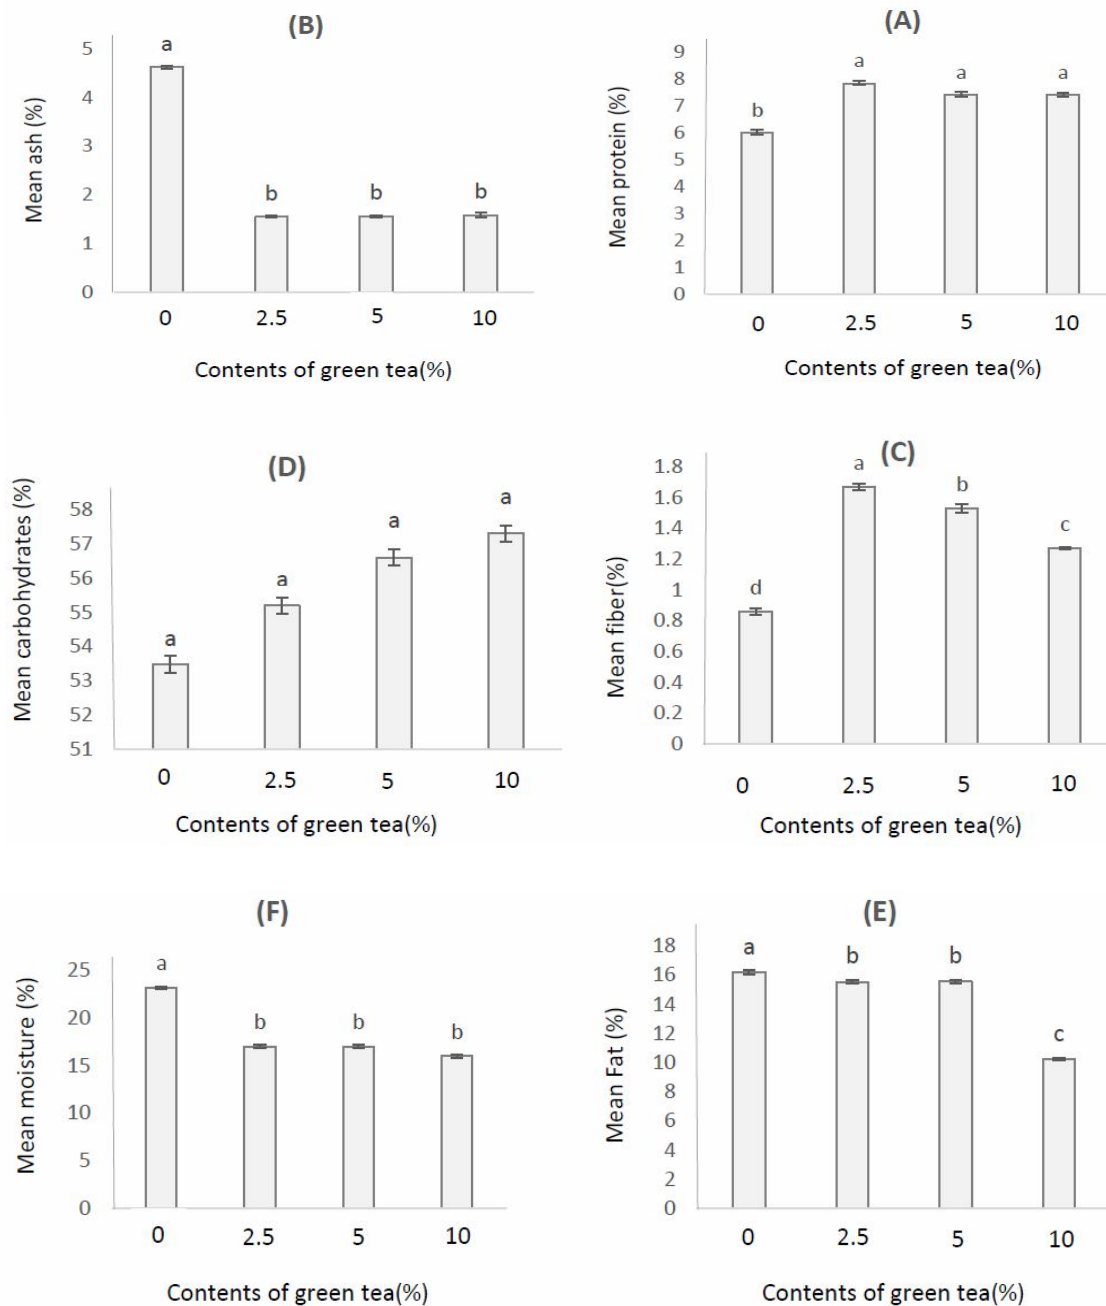 (B)
5
4
3
2
1
0
Mean ash (%)
a
b
b
b
0 2.5 5 10
Contents of green tea(%)
(A)
9
8
7
6
5
4
3
2
1
0
Mean protein (%)
b
a
a
a
0 2.5 5 10
Contents of green tea(%)
(D)
58
57
56
55
54
53
52
51
Mean carbohydrates (%)
a
a
a
a
0 2.5 5 10
Contents of green tea(%)
(C)
1.8
1.6
1.4
1.2
1
0.8
0.6
0.4
0.2
0
Mean fiber(%)
d
a
b
c
0 2.5 5 10
Contents of green tea(%)
(F)
25
20
15
10
5
0
Mean moisture (%)
a
b
b
b
0 2.5 5 10
Contents of green tea(%)
(E)
18
16
14
12
10
8
6
4
2
0
Mean Fat (%)
a
b
b
c
0 2.5 5 10
Contents of green tea(%)